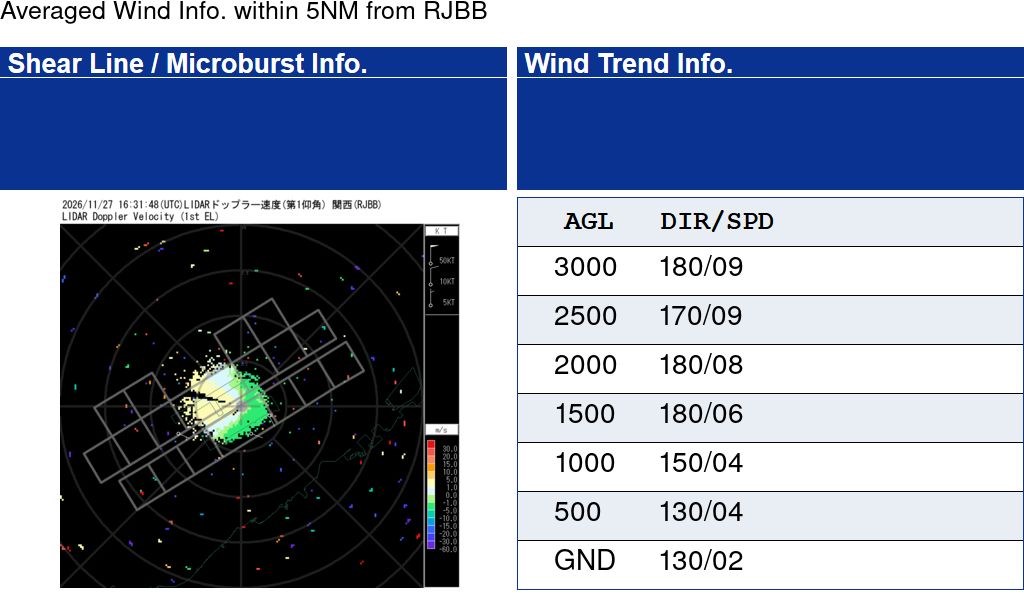 Averaged Wind Info. within 5NM from RJBB
Shear Line / Microburst Info.
Wind Trend Info.
2026/11/27 16:31:48(UTC)LIDARドップラー速度(第1仰角) 関西(RJBB)
LIDAR Doppler Velocity (1st EL)
K T
50KT
10KT
5KT
m/s
30.0
20.0
15.0
10.0
5.0
1.0
0.0
-1.0
-5.0
-10.0
-15.0
-20.0
-30.0
-60.0
AGL DIR/SPD
3000 180/09
2500 170/09
2000 180/08
1500 180/06
1000 150/04
500 130/04
GND 130/02